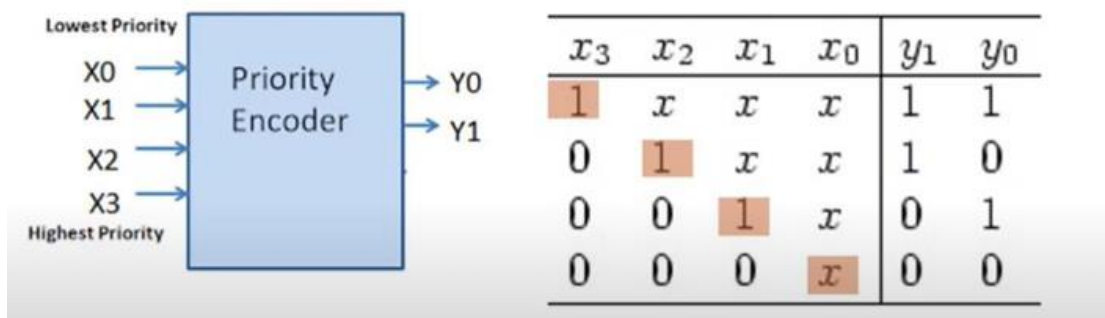 Lowest Priority
X0
X1
X2
X3
Highest Priority
Priority
Encoder
Y0
Y1
x3 x2 x1 x0 y1 y0
1 x x x 1 1
0 1 x x 1 0
0 0 1 x 0 1
0 0 0 x 0 0